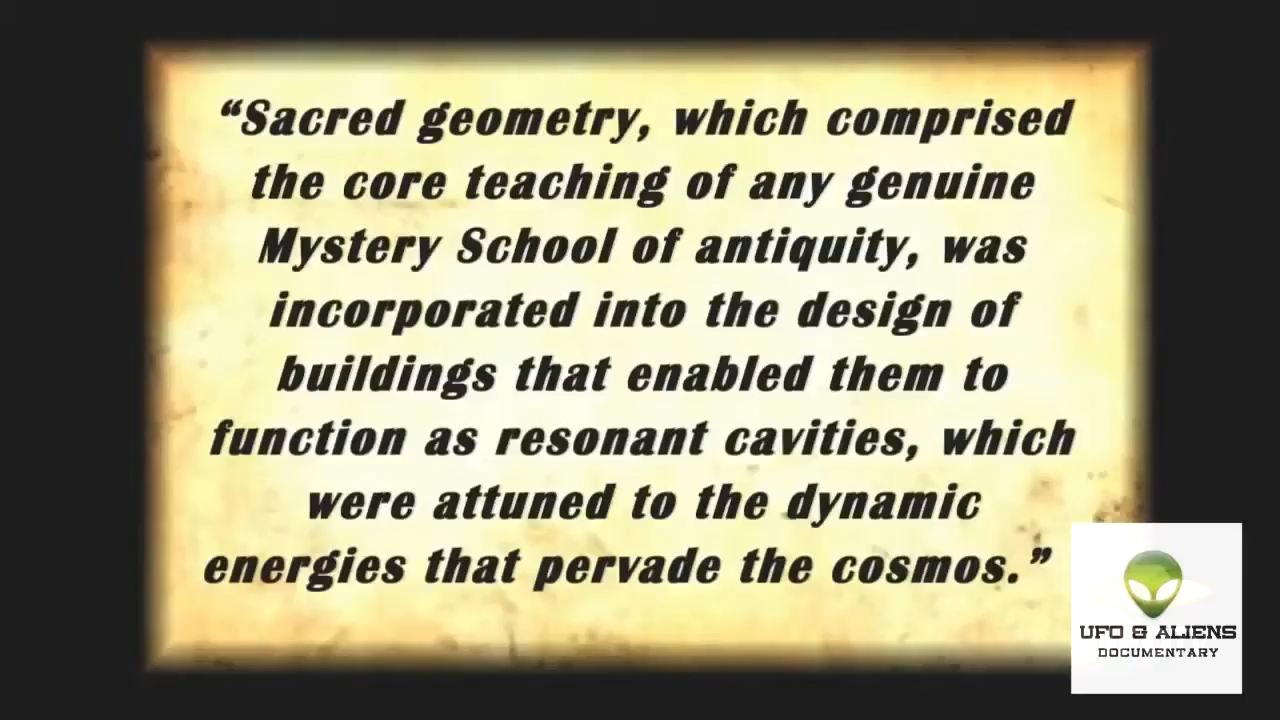 “Sacred geometry, which comprised
the core teaching of any genuine
Mystery School of antiquity, was
incorporated into the design of
buildings that enabled them to
function as resonant cavities, which
were attuned to the dynamic
energies that pervade the cosmos.”
UFO & ALIENS
DOCUMENTARY